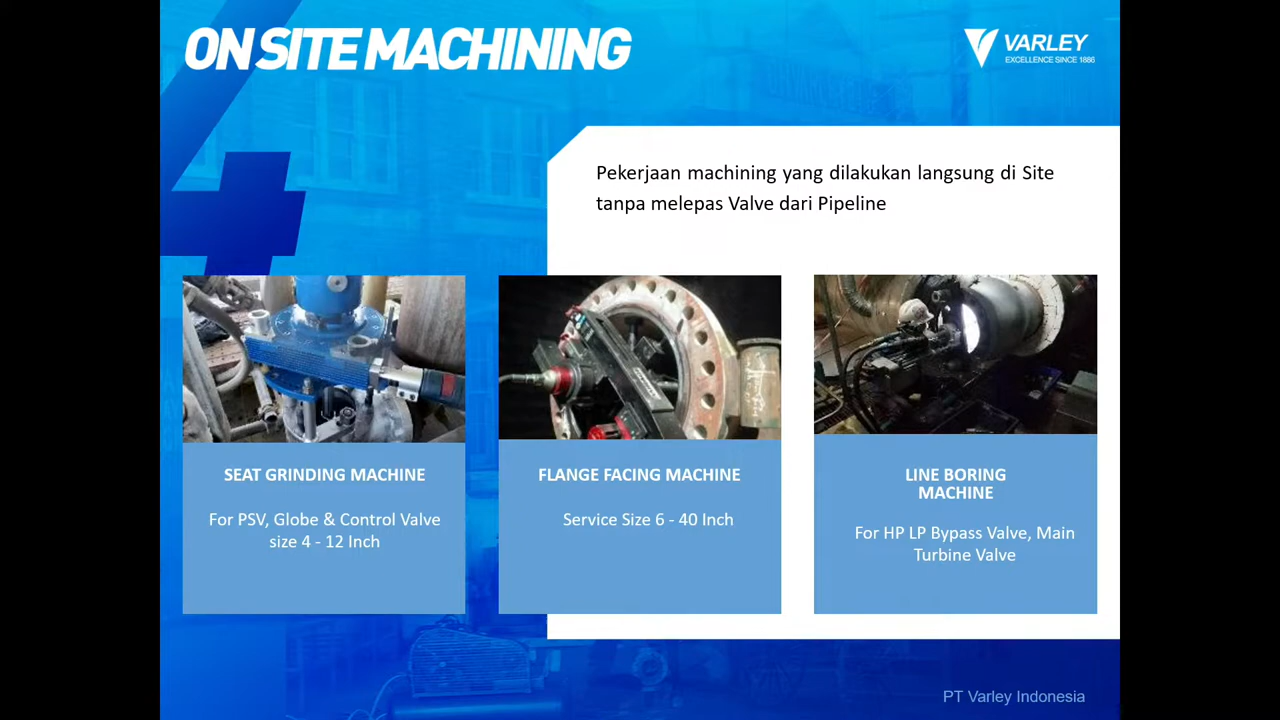 ON SITE MACHINING
VARLEY
EXCELLENCE SINCE 1886
4
Pekerjaan machining yang dilakukan langsung di Site
tanpa melepas Valve dari Pipeline
SEAT GRINDING MACHINE
For PSV, Globe & Control Valve
size 4 - 12 Inch
FLANGE FACING MACHINE
Service Size 6 - 40 Inch
LINE BORING
MACHINE
For HP LP Bypass Valve, Main
Turbine Valve
PT Varley Indonesia